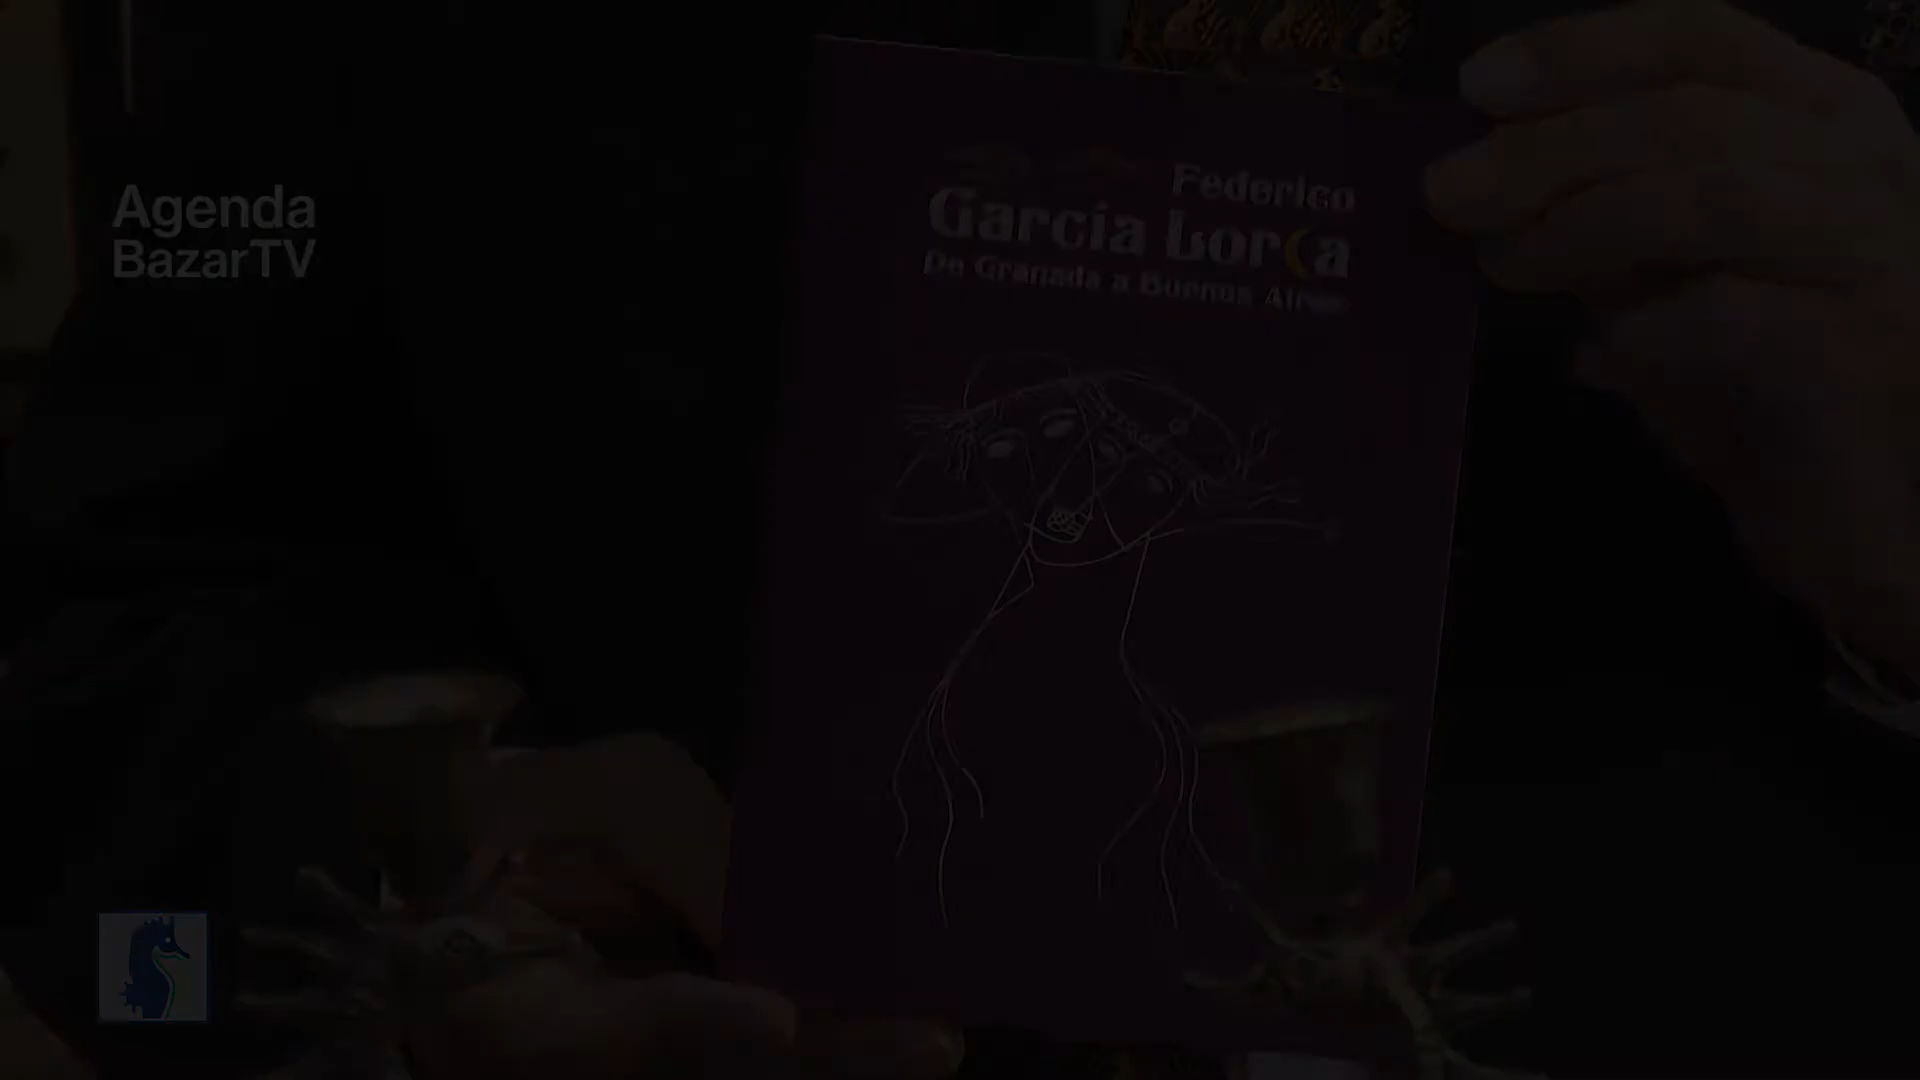 Agenda
BazarTV
Federico
García Lorca
De Granada a Buenos Aires